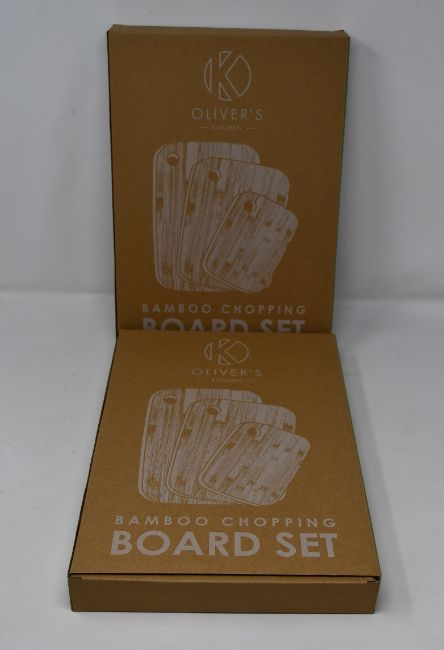 OLIVER'S
KITCHEN
BAMBOO CHOPPING
BOARD SET
OLIVER'S
KITCHEN
BAMBOO CHOPPING
BOARD SET